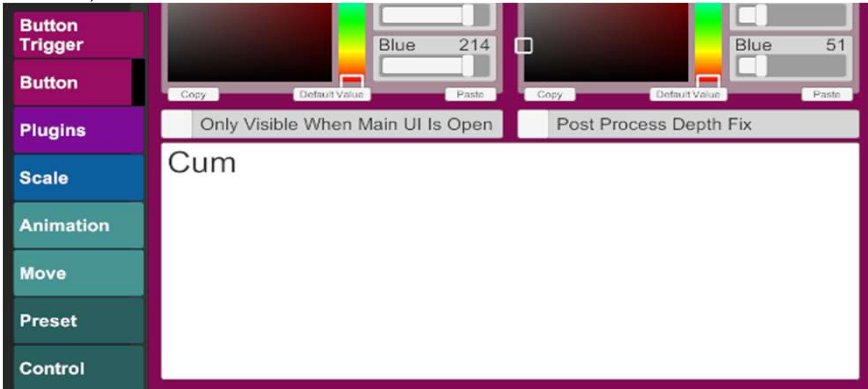 Button
Trigger
Button
Plugins
Scale
Animation
Move
Preset
Control
Blue 214
Copy Default Value Paste
Blue 51
Copy Default Value Paste
Only Visible When Main UI Is Open
Post Process Depth Fix
Cum